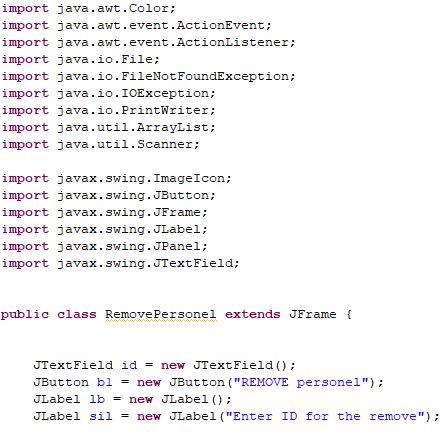 import java.awt.Color;
import java.awt.event.ActionEvent;
import java.awt.event.ActionListener;
import java.io.File;
import java.io.FileNotFoundException;
import java.io.IOException;
import java.io.PrintWriter;
import java.util.ArrayList;
import java.util.Scanner;
import javax.swing.ImageIcon;
import javax.swing.JButton;
import javax.swing.JFrame;
import javax.swing.JLabel;
import javax.swing.JPanel;
import javax.swing.JTextField;
public class RemovePersonel extends JFrame {
JTextField id = new JTextField();
JButton bl = new JButton("REMOVE personel");
JLabel lb = new JLabel();
JLabel sil = new JLabel("Enter ID for the remove");